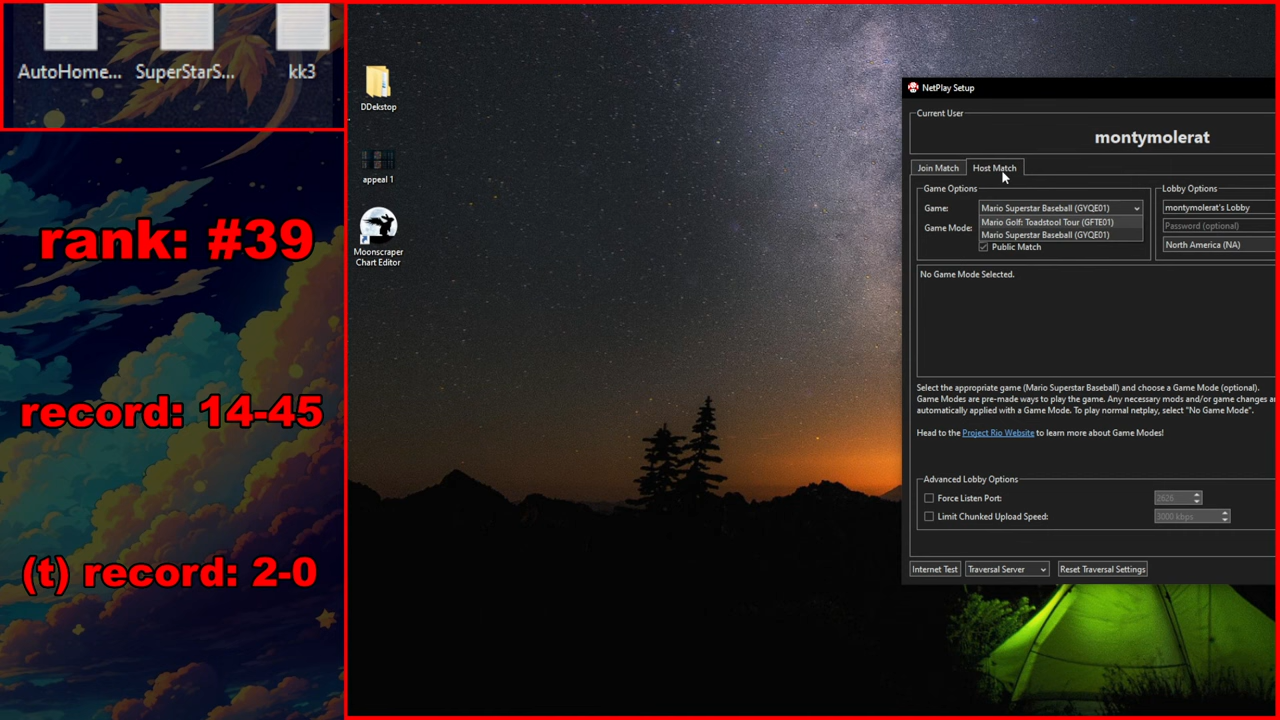 AutoHome...
SuperStarS...
kk3
rank: #39
record: 14-45
(t) record: 2-0
DDekstop
appeal 1
Moonscraper
Chart Editor
NetPlay Setup
Current User
montymolerat
Join Match
Host Match
Game Options
Game:
Mario Superstar Baseball (GYQE01)
Mario Golf: Toadstool Tour (GFTE01)
Game Mode:
Mario Superstar Baseball (GYQE01)
Public Match
Lobby Options
montymolerat's Lobby
Password (optional)
North America (NA)
No Game Mode Selected.
Select the appropriate game (Mario Superstar Baseball) and choose a Game Mode (optional).
Game Modes are pre-made ways to play the game. Any necessary mods and/or game changes a
automatically applied with a Game Mode. To play normal netplay, select "No Game Mode".
Head to the Project Rio Website to learn more about Game Modes!
Advanced Lobby Options
Force Listen Port:
2626
Limit Chunked Upload Speed:
3000 kbps
Internet Test
Traversal Server
Reset Traversal Settings